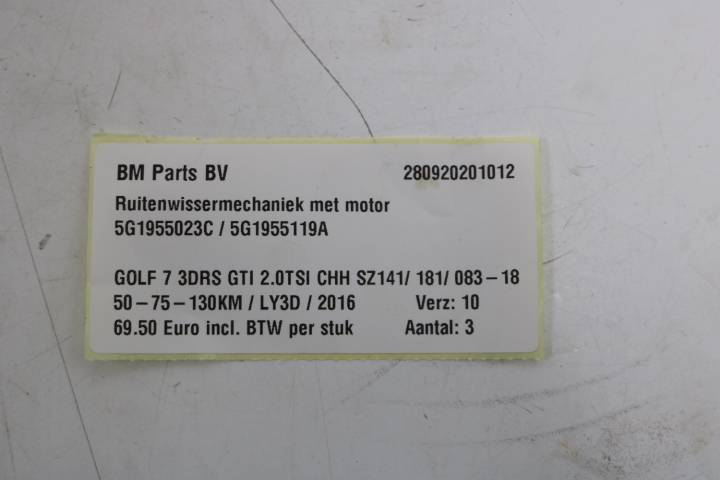 BM Parts BV 280920201012
Ruitenwissermechaniek met motor
5G1955023C / 5G1955119A
GOLF 7 3DRS GTI 2.0TSI CHH SZ141/ 181/ 083-18
50-75-130KM / LY3D / 2016 Verz: 10
69.50 Euro incl. BTW per stuk Aantal: 3